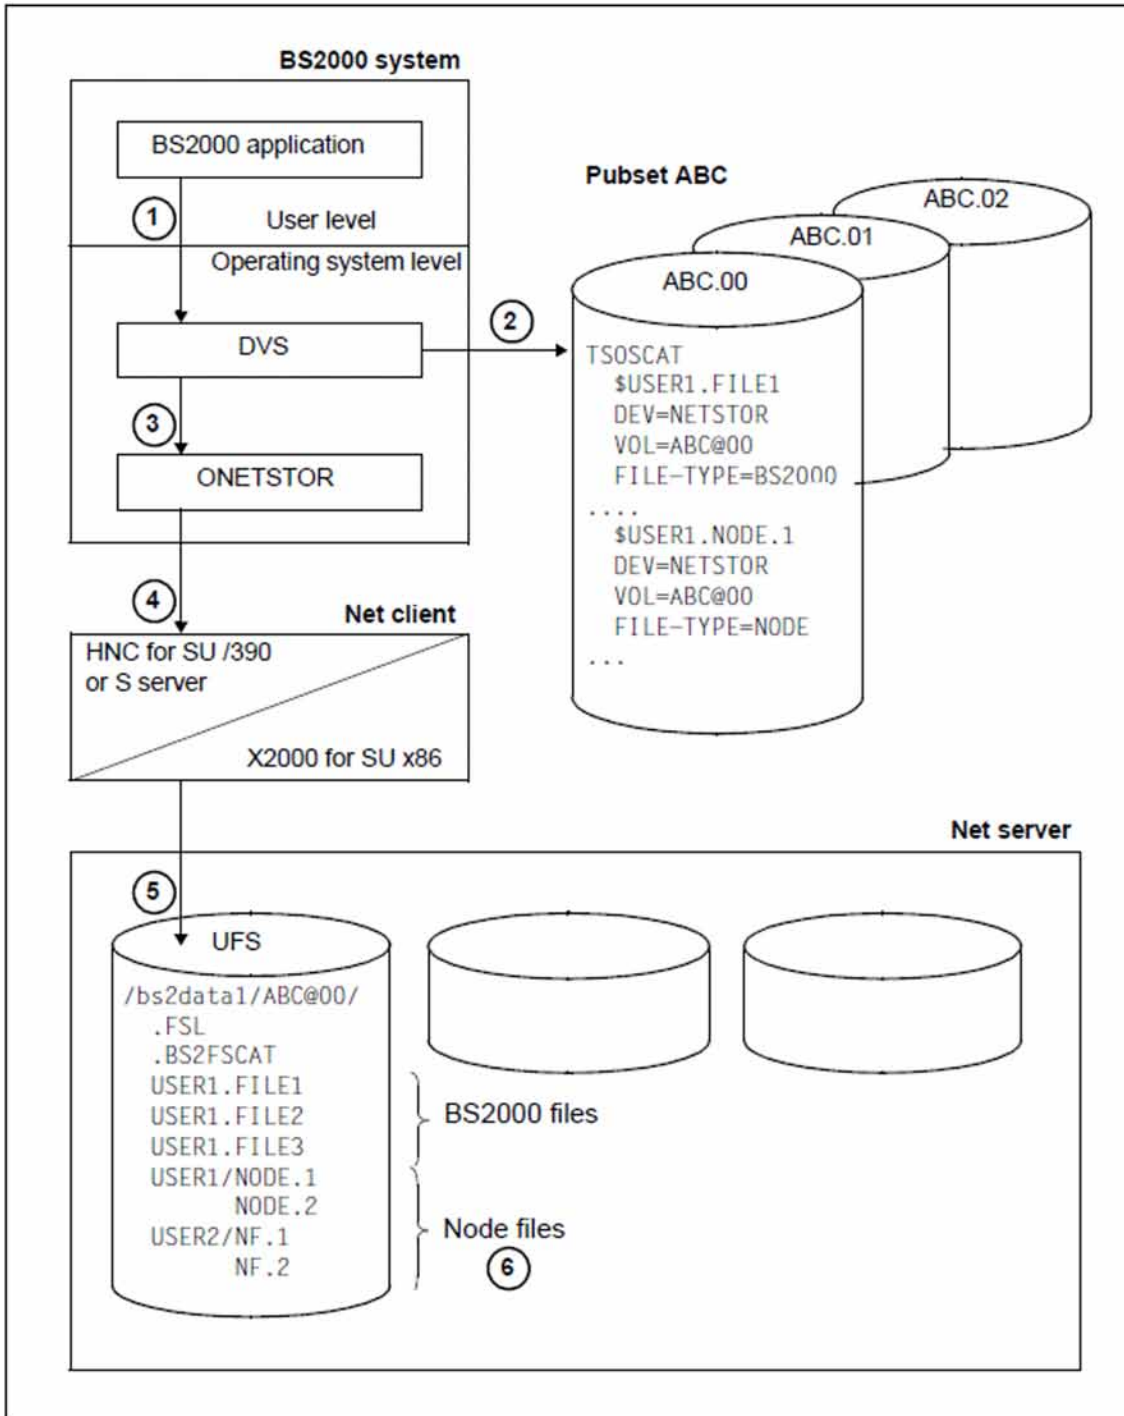 BS2000 system
BS2000 application
1
User level
Operating system level
DVS
2
3
ONETSTOR
4
Pubset ABC
ABC.02
ABC.01
ABC.00
TSOSCAT
$USER1.FILE1
DEV=NETSTOR
VOL=ABC@00
FILE-TYPE=BS2000
....
$USER1.NODE.1
DEV=NETSTOR
VOL=ABC@00
FILE-TYPE=NODE
...
Net client
HNC for SU /390
or S server
X2000 for SU x86
Net server
5
UFS
/bs2data1/ABC@00/
.FSL
.BS2FSCAT
USER1.FILE1
USER1.FILE2
USER1.FILE3
BS2000 files
USER1/NODE.1
NODE.2
USER2/NF.1
NF.2
Node files
6